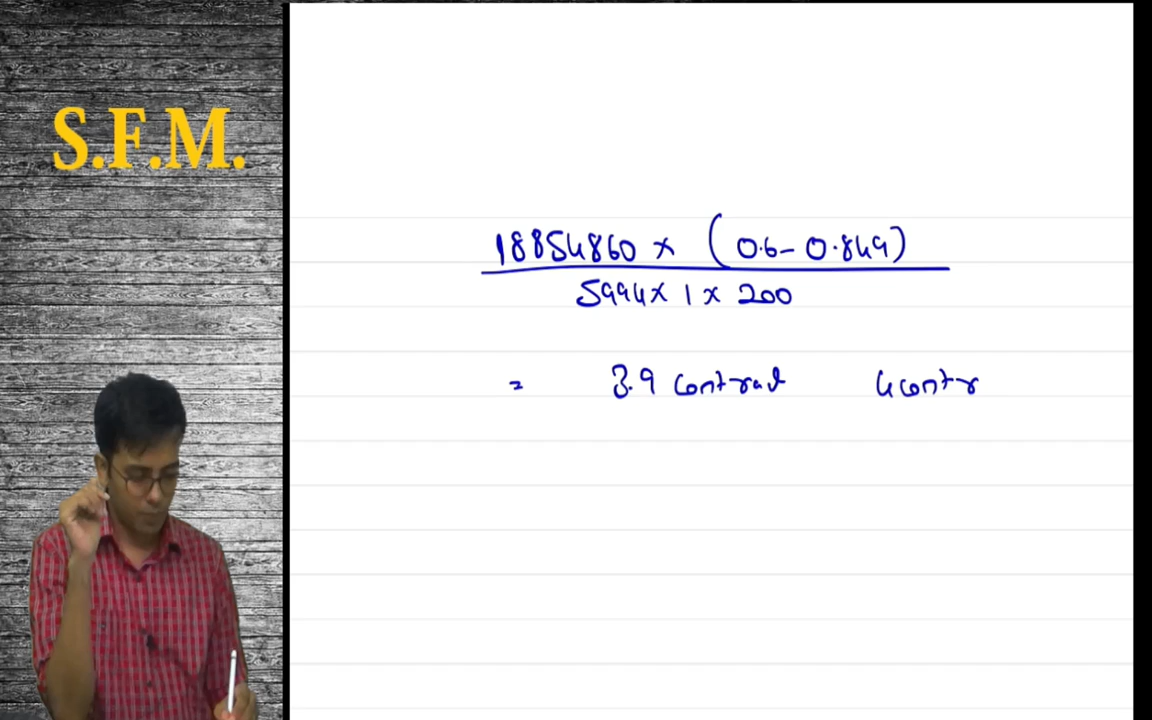 S.F.M.
18854860 × (0.6 - 0.849)
5994 × 1 × 200
= 3.9 contract 4 contr